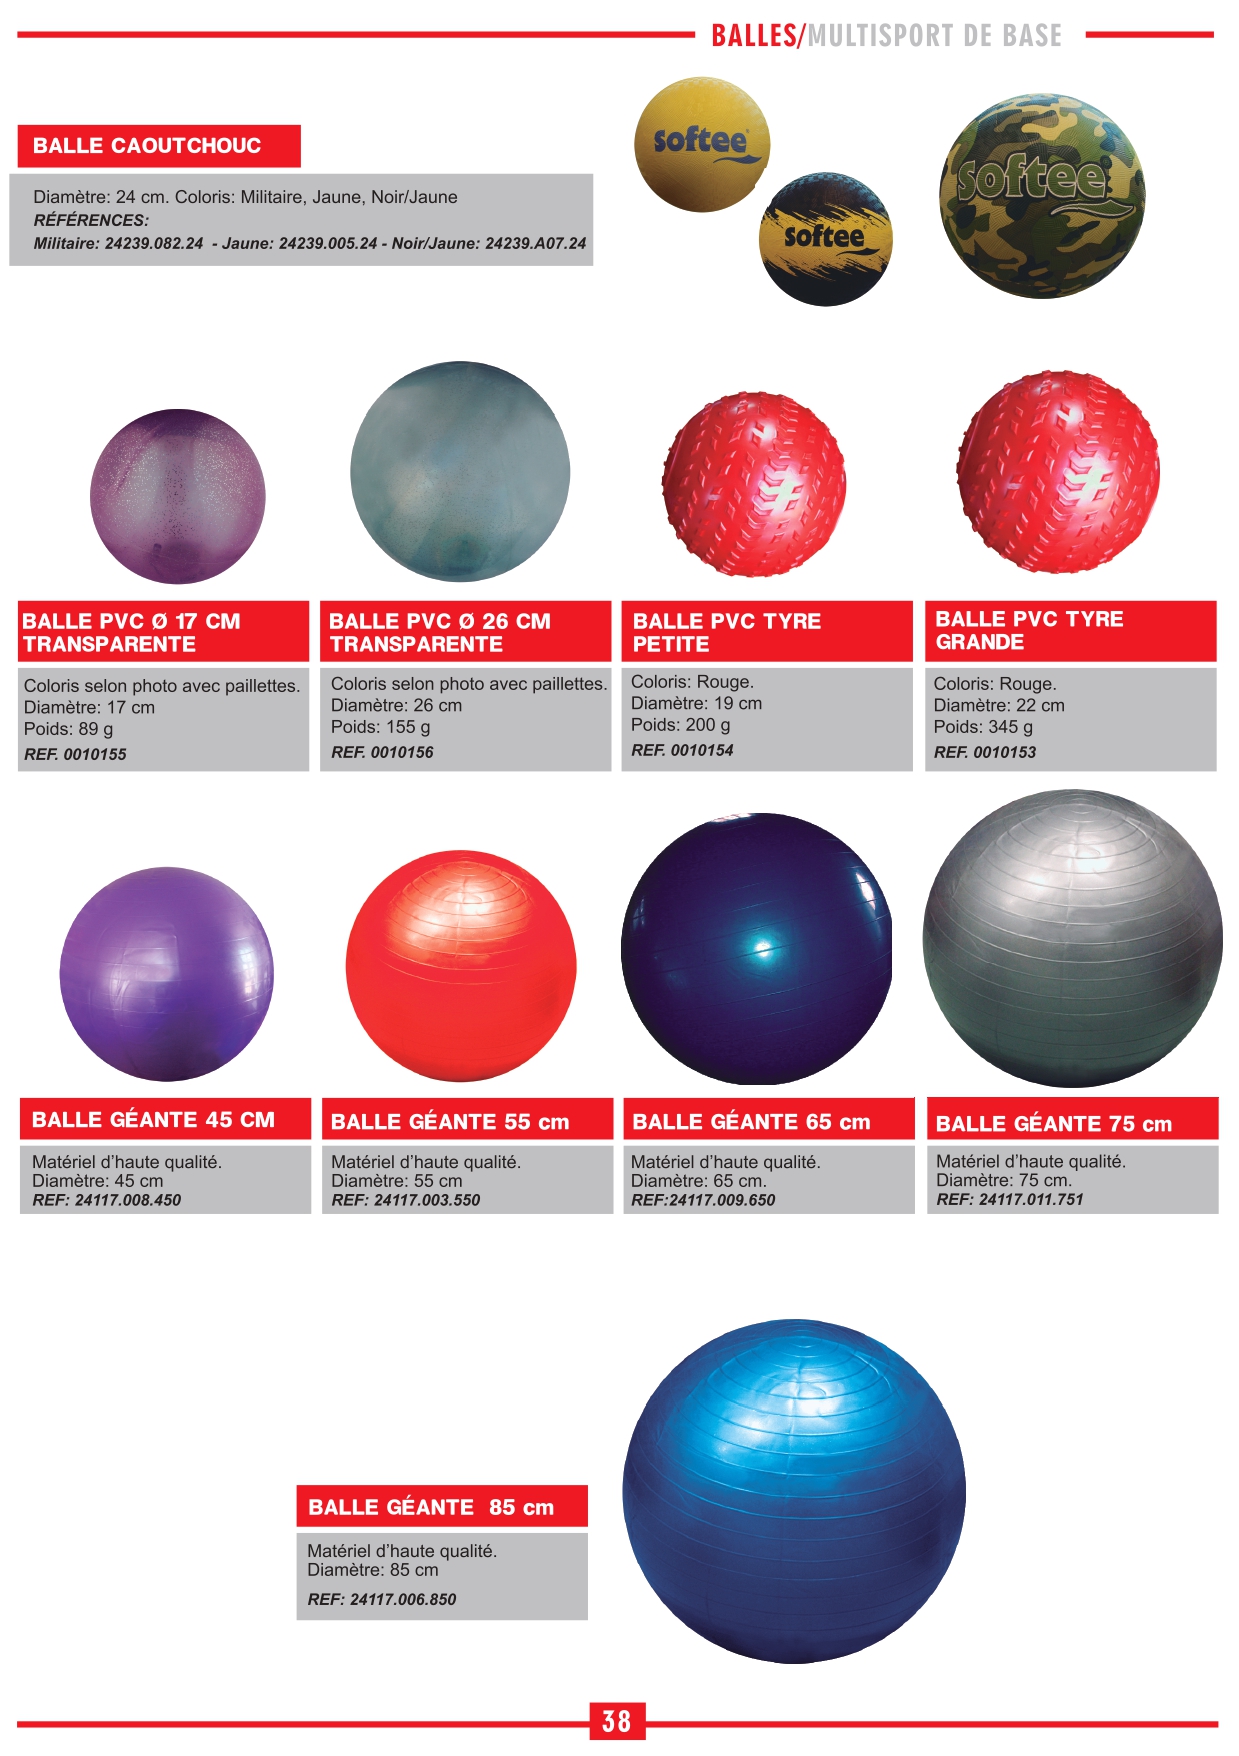 BALLES/MULTISPORT DE BASE
softee
softee
softee
BALLE CAOUTCHOUC
Diamètre: 24 cm. Coloris: Militaire, Jaune, Noir/Jaune
RÉFÉRENCES:
Militaire: 24239.082.24 - Jaune: 24239.005.24 - Noir/Jaune: 24239.A07.24
BALLE PVC Ø 17 CM
TRANSPARENTE
Coloris selon photo avec paillettes.
Diamètre: 17 cm
Poids: 89 g
REF. 0010155
BALLE PVC Ø 26 CM
TRANSPARENTE
Coloris selon photo avec paillettes.
Diamètre: 26 cm
Poids: 155 g
REF. 0010156
BALLE PVC TYRE
PETITE
Coloris: Rouge.
Diamètre: 19 cm
Poids: 200 g
REF. 0010154
BALLE PVC TYRE
GRANDE
Coloris: Rouge.
Diamètre: 22 cm
Poids: 345 g
REF. 0010153
BALLE GÉANTE 45 CM
Matériel d’haute qualité.
Diamètre: 45 cm
REF: 24117.008.450
BALLE GÉANTE 55 cm
Matériel d’haute qualité.
Diamètre: 55 cm
REF: 24117.003.550
BALLE GÉANTE 65 cm
Matériel d’haute qualité.
Diamètre: 65 cm.
REF:24117.009.650
BALLE GÉANTE 75 cm
Matériel d’haute qualité.
Diamètre: 75 cm.
REF: 24117.011.751
BALLE GÉANTE 85 cm
Matériel d’haute qualité.
Diamètre: 85 cm
REF: 24117.006.850
38